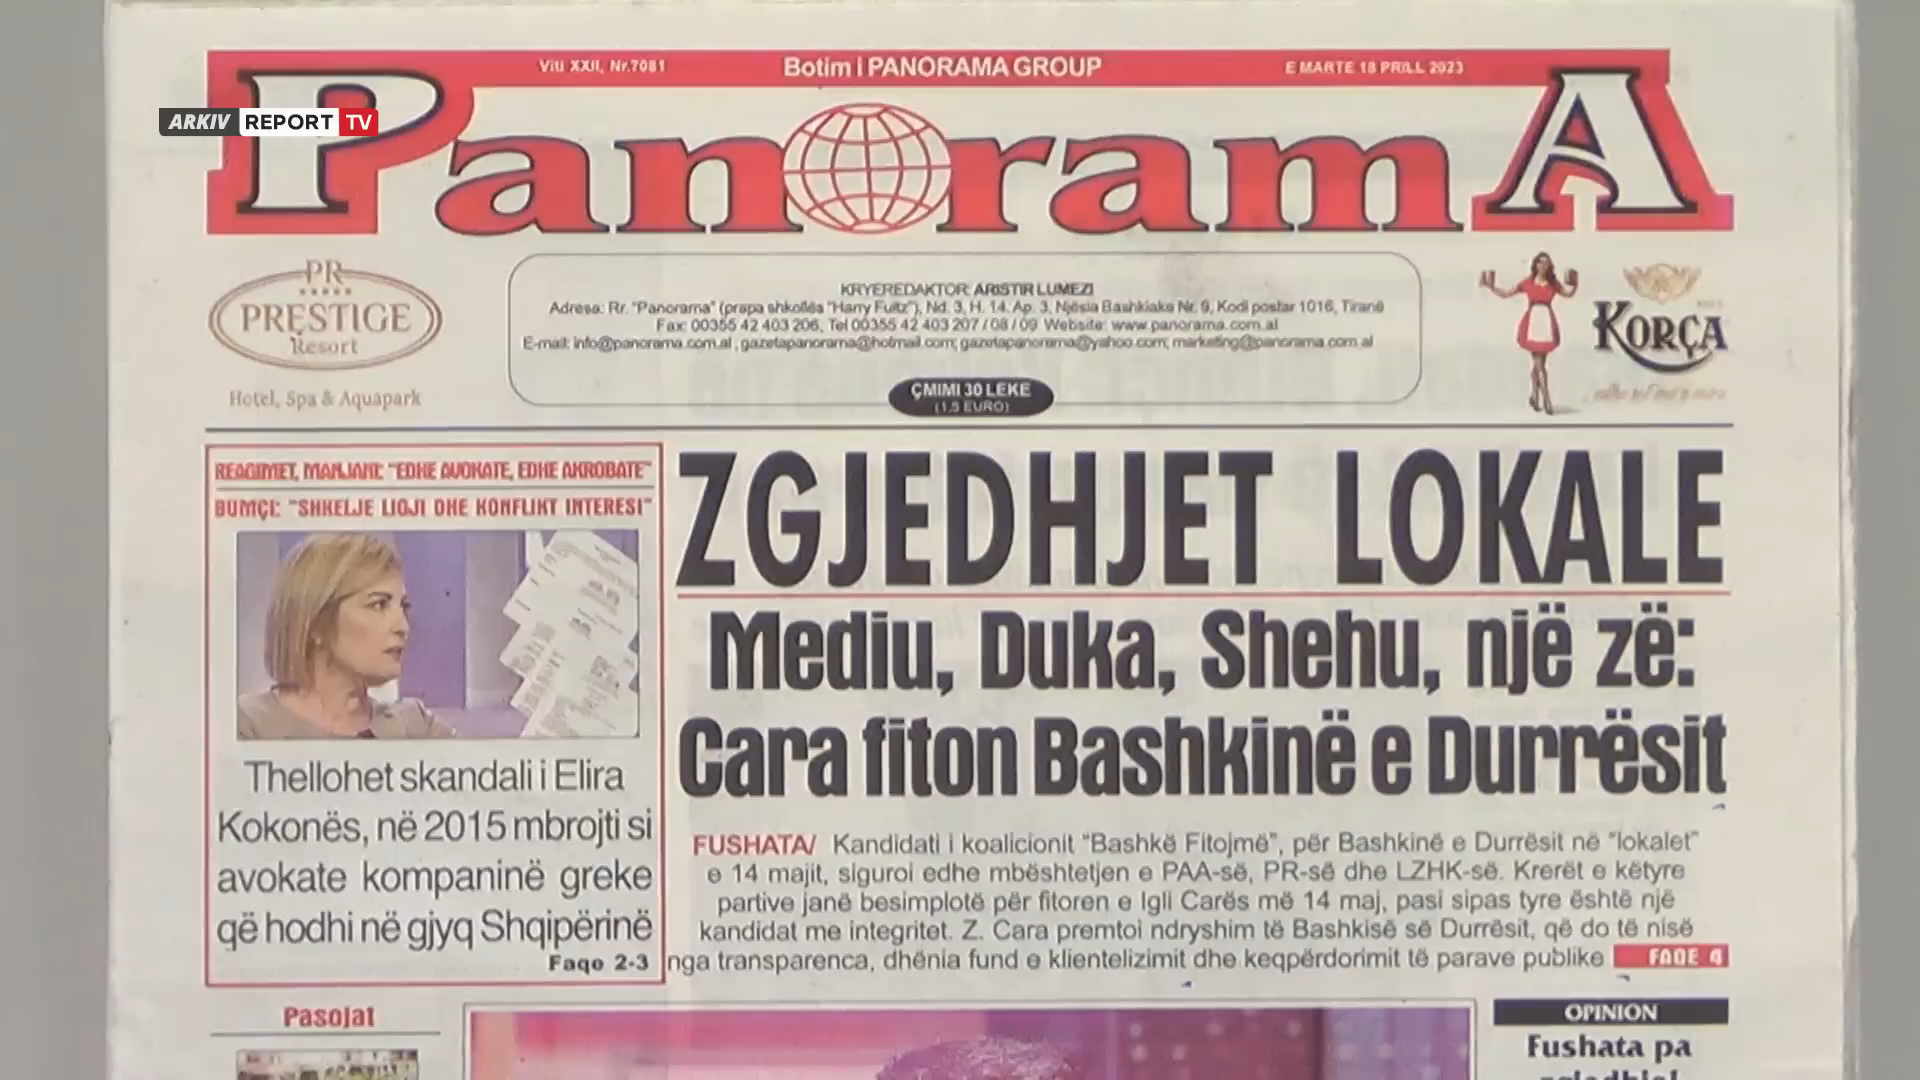 Viti XXII, Nr.7081
Botim i PANORAMA GROUP
E MARTE 18 PRILL 2023
ARKIV REPORT TV
PanoramA
PR
PRESTIGE
Resort
Hotel, Spa & Aquapark
KRYEREDAKTOR: ARISTIR LUMEZI
Adresa: Rr. "Panorama" (prapa shkollës "Harry Fultz"), Nd. 3, H. 14. Ap. 3, Njësia Bashkiake Nr. 9, Kodi postar 1016, Tiranë
Fax: 00355 42 403 206, Tel 00355 42 403 207 / 08 / 09 Website: www.panorama.com.al
E-mail: info@panorama.com.al; gazetapanorama@hotmail.com; gazetapanorama@yahoo.com; marketing@panorama.com.al
ÇMIMI 30 LEKE
(1.5 EURO)
KORÇA
REAGIMET, MANJANI: "EDHE AVOKATE, EDHE AKROBATE"
BUMÇI: "SHKELJE LIGJI DHE KONFLIKT INTERESI"
Thellohet skandali i Elira
Kokonës, në 2015 mbrojti si
avokate kompaninë greke
që hodhi në gjyq Shqipërinë
Faqe 2-3
ZGJEDHJET LOKALE
Mediu, Duka, Shehu, një zë:
Cara fiton Bashkinë e Durrësit
FUSHATA/ Kandidati i koalicionit "Bashkë Fitojmë", për Bashkinë e Durrësit në "lokalet"
e 14 majit, siguroi edhe mbështetjen e PAA-së, PR-së dhe LZHK-së. Krerët e këtyre
partive janë besimplotë për fitoren e Igli Carës më 14 maj, pasi sipas tyre është një
kandidat me integritet. Z. Cara premtoi ndryshim të Bashkisë së Durrësit, që do të nisë
nga transparenca, dhënia fund e klientelizimit dhe keqpërdorimit të parave publike FAQE 4
Pasojat
OPINION
Fushata pa